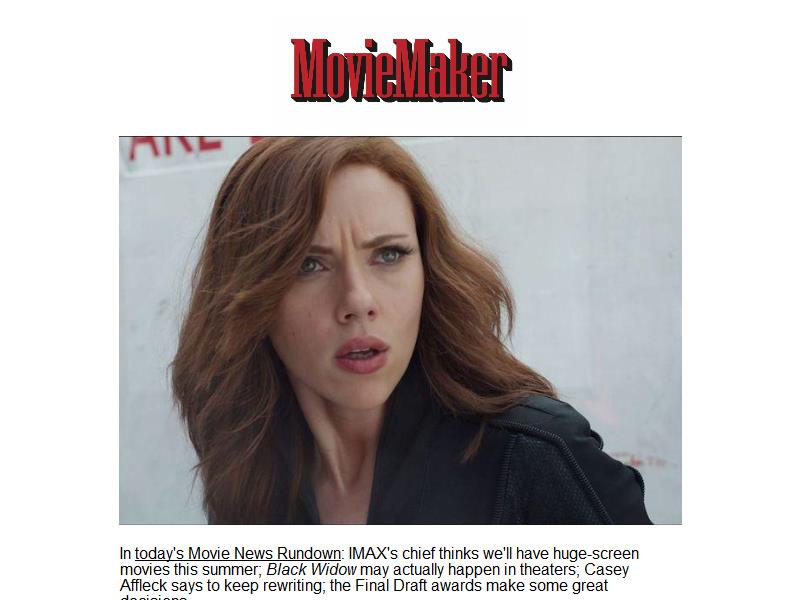 MovieMaker
In today's Movie News Rundown: IMAX's chief thinks we'll have huge-screen
movies this summer; Black Widow may actually happen in theaters; Casey
Affleck says to keep rewriting; the Final Draft awards make some great